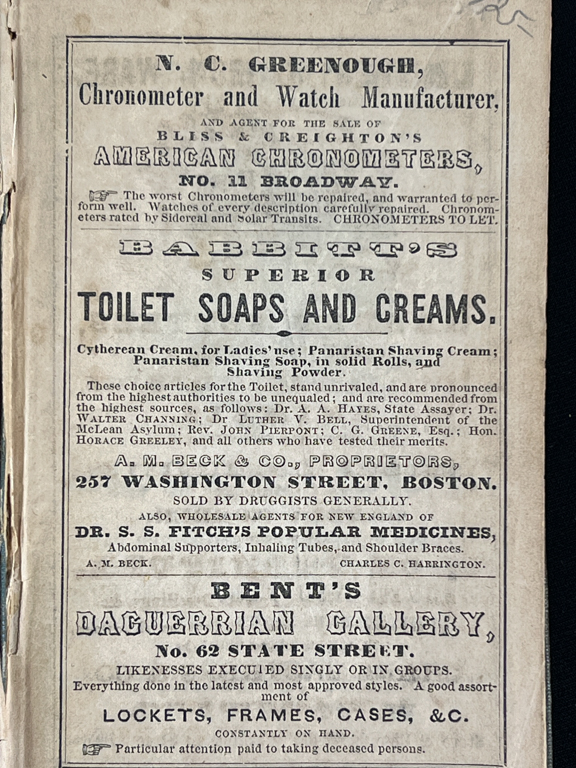 N. C. GREENOUGH,
Chronometer and Watch Manufacturer,
AND AGENT FOR THE SALE OF
BLISS & CREIGHTON'S
AMERICAN CHRONOMETERS,
NO. 11 BROADWAY.
☞ The worst Chronometers will be repaired, and warranted to per-
form well. Watches of every description carefully repaired. Chronom-
eters rated by Sidereal and Solar Transits. CHRONOMETERS TO LET.
BABBITT'S
SUPERIOR
TOILET SOAPS AND CREAMS.
Cytherean Cream, for Ladies' use; Panaristan Shaving Cream;
Panaristan Shaving Soap, in solid Rolls, and
Shaving Powder.
These choice articles for the Toilet, stand unrivaled, and are pronounced
from the highest authorities to be unequaled; and are recommended from
the highest sources, as follows: Dr. A. A. HAYES, State Assayer; Dr.
WALTER CHANNING; Dr LUTHER V. BELL, Superintendent of the
McLean Asylum; Rev. JOHN PIERPONT; C. G. GREENE, Esq.; Hon.
HORACE GREELEY, and all others who have tested their merits.
A. M. BECK & CO., PROPRIETORS,
257 WASHINGTON STREET, BOSTON.
SOLD BY DRUGGISTS GENERALLY.
ALSO, WHOLESALE AGENTS FOR NEW ENGLAND OF
DR. S. S. FITCH'S POPULAR MEDICINES,
Abdominal Supporters, Inhaling Tubes, and Shoulder Braces.
A. M. BECK. CHARLES C. HARRINGTON.
BENT'S
DAGUERRIAN GALLERY,
No. 62 STATE STREET.
LIKENESSES EXECUTED SINGLY OR IN GROUPS.
Everything done in the latest and most approved styles. A good assort-
ment of
LOCKETS, FRAMES, CASES, &C.
CONSTANTLY ON HAND.
☞ Particular attention paid to taking deceased persons.